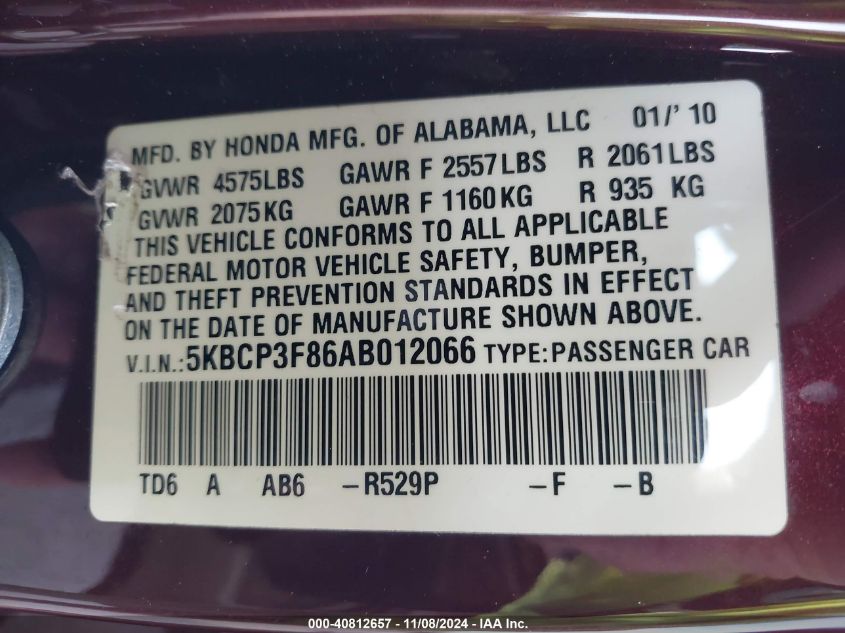 MFD. BY HONDA MFG. OF ALABAMA, LLC 01/'10
GVWR 4575LBS GAWR F 2557LBS R 2061LBS
GVWR 2075KG GAWR F 1160KG R 935 KG
THIS VEHICLE CONFORMS TO ALL APPLICABLE
FEDERAL MOTOR VEHICLE SAFETY, BUMPER,
AND THEFT PREVENTION STANDARDS IN EFFECT
ON THE DATE OF MANUFACTURE SHOWN ABOVE.
V.I.N.:5KBCP3F86AB012066 TYPE:PASSENGER CAR
TD6 A AB6 -R529P -F -B
000-40812657 - 11/08/2024 - IAAI.com